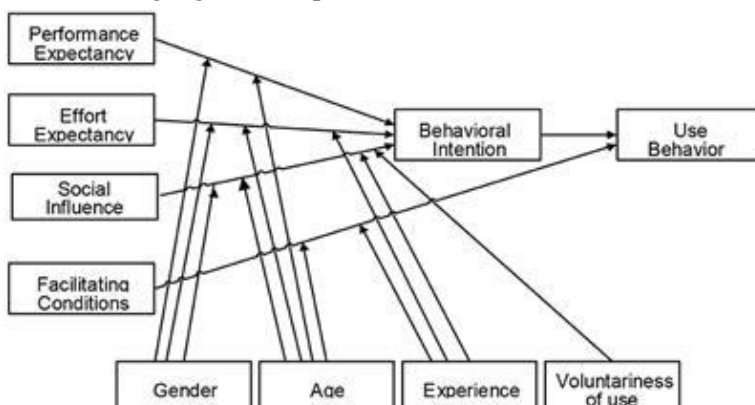 Performance
Expectancy
Effort
Expectancy
Behavioral
Intention
Use
Behavior
Social
Influence
Facilitating
Conditions
Gender
Age
Experience
Voluntariness
of use